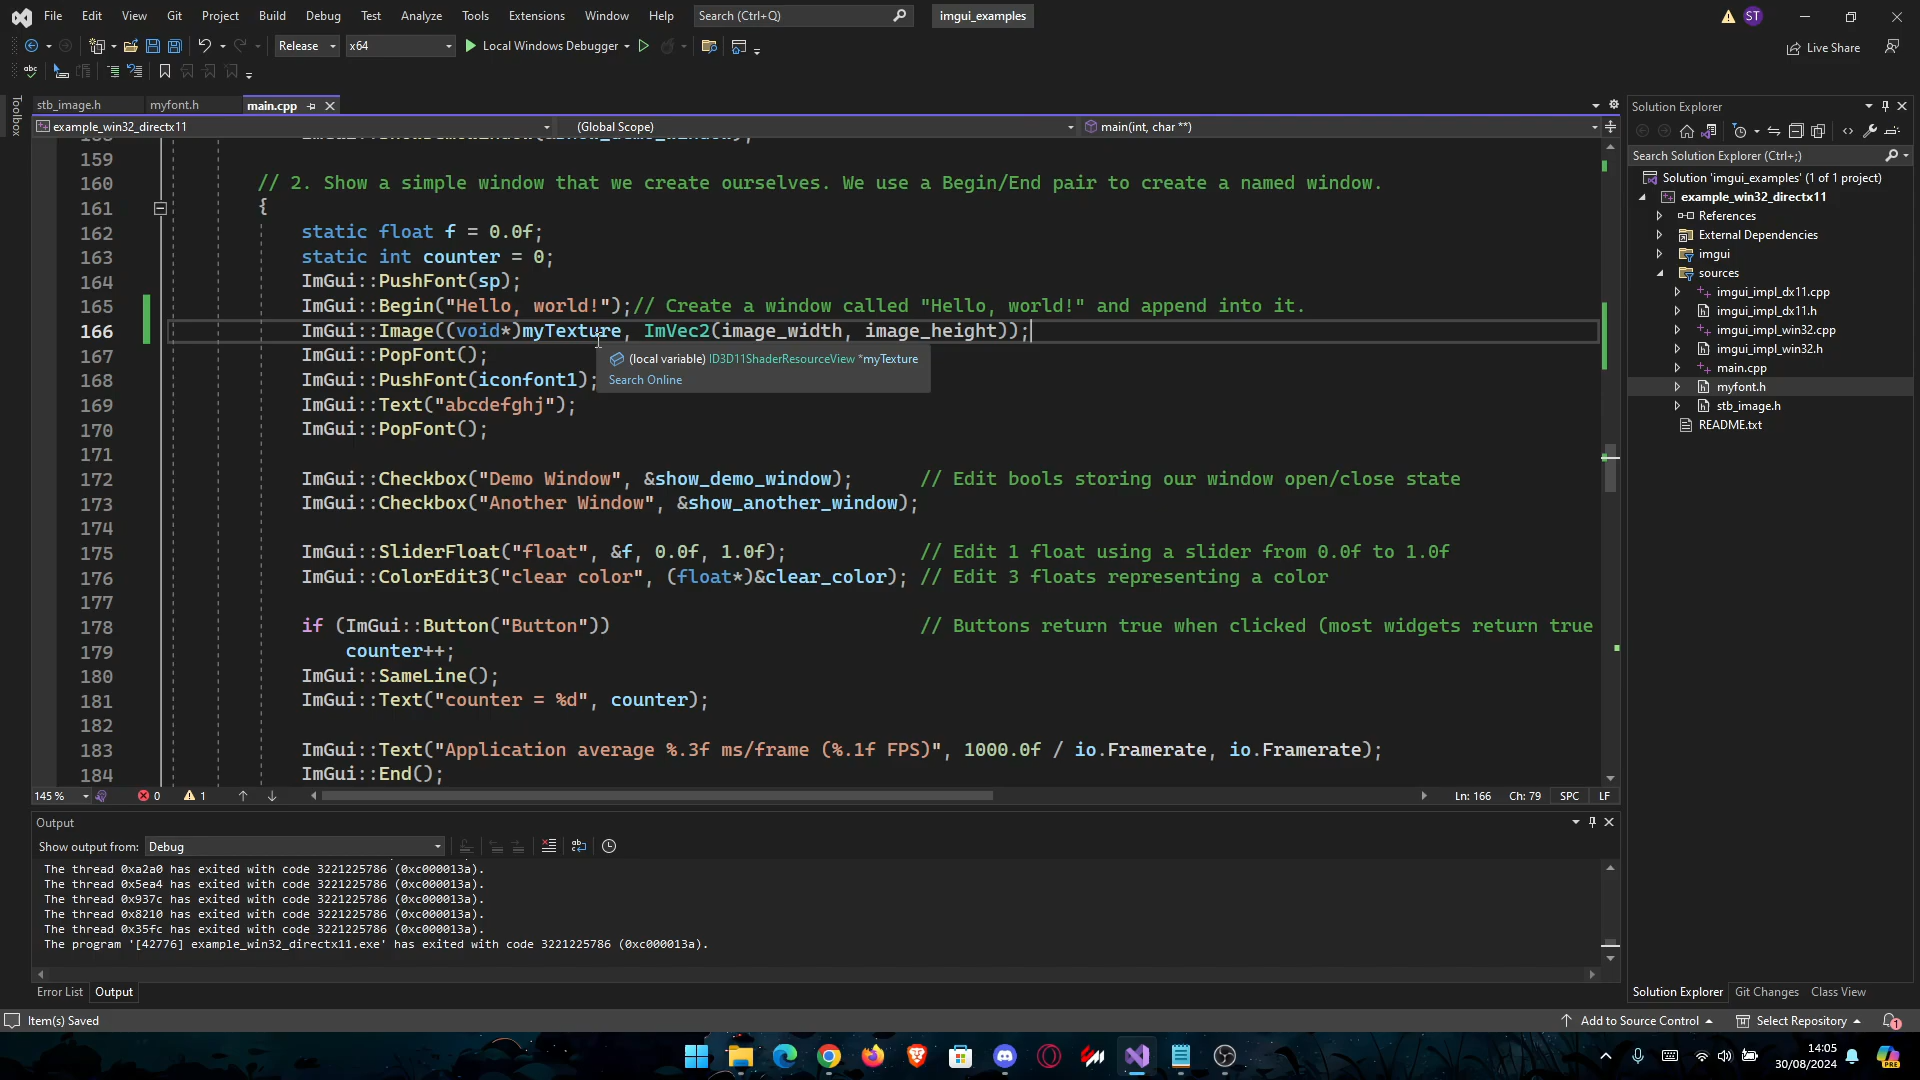 File Edit View Git Project Build Debug Test Analyze Tools Extensions Window Help Search (Ctrl+Q) imgui_examples ST
Release x64 Local Windows Debugger Live Share
abc
Toolbox
stb_image.h myfont.h main.cpp
example_win32_directx11 (Global Scope) main(int, char **)
159
160 // 2. Show a simple window that we create ourselves. We use a Begin/End pair to create a named window.
161 {
162 static float f = 0.0f;
163 static int counter = 0;
164 ImGui::PushFont(sp);
165 ImGui::Begin("Hello, world!");// Create a window called "Hello, world!" and append into it.
166 ImGui::Image((void*)myTexture, ImVec2(image_width, image_height));
167 ImGui::PopFont();
(local variable) ID3D11ShaderResourceView *myTexture
Search Online
168 ImGui::PushFont(iconfont1);
169 ImGui::Text("abcdefghj");
170 ImGui::PopFont();
171
172 ImGui::Checkbox("Demo Window", &show_demo_window); // Edit bools storing our window open/close state
173 ImGui::Checkbox("Another Window", &show_another_window);
174
175 ImGui::SliderFloat("float", &f, 0.0f, 1.0f); // Edit 1 float using a slider from 0.0f to 1.0f
176 ImGui::ColorEdit3("clear color", (float*)&clear_color); // Edit 3 floats representing a color
177
178 if (ImGui::Button("Button")) // Buttons return true when clicked (most widgets return true
179 counter++;
180 ImGui::SameLine();
181 ImGui::Text("counter = %d", counter);
182
183 ImGui::Text("Application average %.3f ms/frame (%.1f FPS)", 1000.0f / io.Framerate, io.Framerate);
184 ImGui::End();
145 % 0 1 Ln: 166 Ch: 79 SPC LF
Output
Show output from: Debug
The thread 0xa2a0 has exited with code 3221225786 (0xc000013a).
The thread 0x5ea4 has exited with code 3221225786 (0xc000013a).
The thread 0x937c has exited with code 3221225786 (0xc000013a).
The thread 0x8210 has exited with code 3221225786 (0xc000013a).
The thread 0x35fc has exited with code 3221225786 (0xc000013a).
The program '[42776] example_win32_directx11.exe' has exited with code 3221225786 (0xc000013a).
Error List Output
Solution Explorer
Search Solution Explorer (Ctrl+;)
Solution 'imgui_examples' (1 of 1 project)
example_win32_directx11
References
External Dependencies
imgui
sources
imgui_impl_dx11.cpp
imgui_impl_dx11.h
imgui_impl_win32.cpp
imgui_impl_win32.h
main.cpp
myfont.h
stb_image.h
README.txt
Solution Explorer Git Changes Class View
Item(s) Saved Add to Source Control Select Repository 1
14:05
30/08/2024
PRE